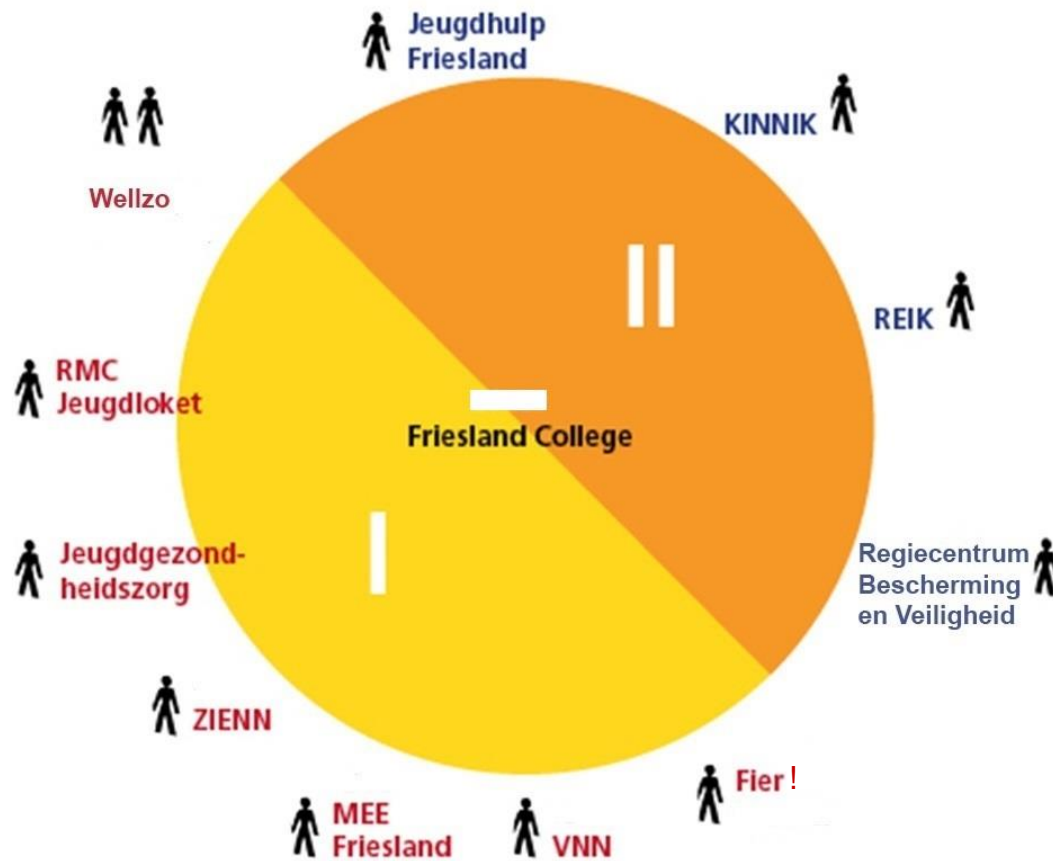 Jeugdhulp
Friesland
KINNIK
Wellzo
II
REIK
RMC
Jeugdloket
Friesland College
I
Jeugdgezond-
heidszorg
Regiecentrum
Bescherming
en Veiligheid
ZIENN
Fier!
MEE
Friesland
VNN